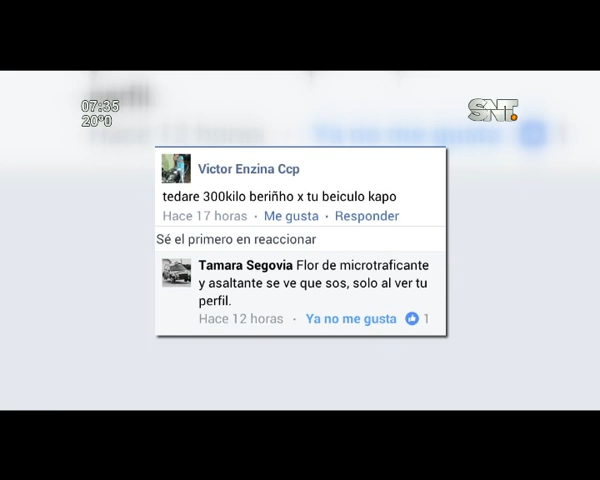 07:35
20º0
SNT.
Victor Enzina Ccp
tedare 300kilo beriñho x tu beiculo kapo
Hace 17 horas · Me gusta · Responder
Sé el primero en reaccionar
Tamara Segovia Flor de microtraficante
y asaltante se ve que sos, solo al ver tu
perfil.
Hace 12 horas · Ya no me gusta 1